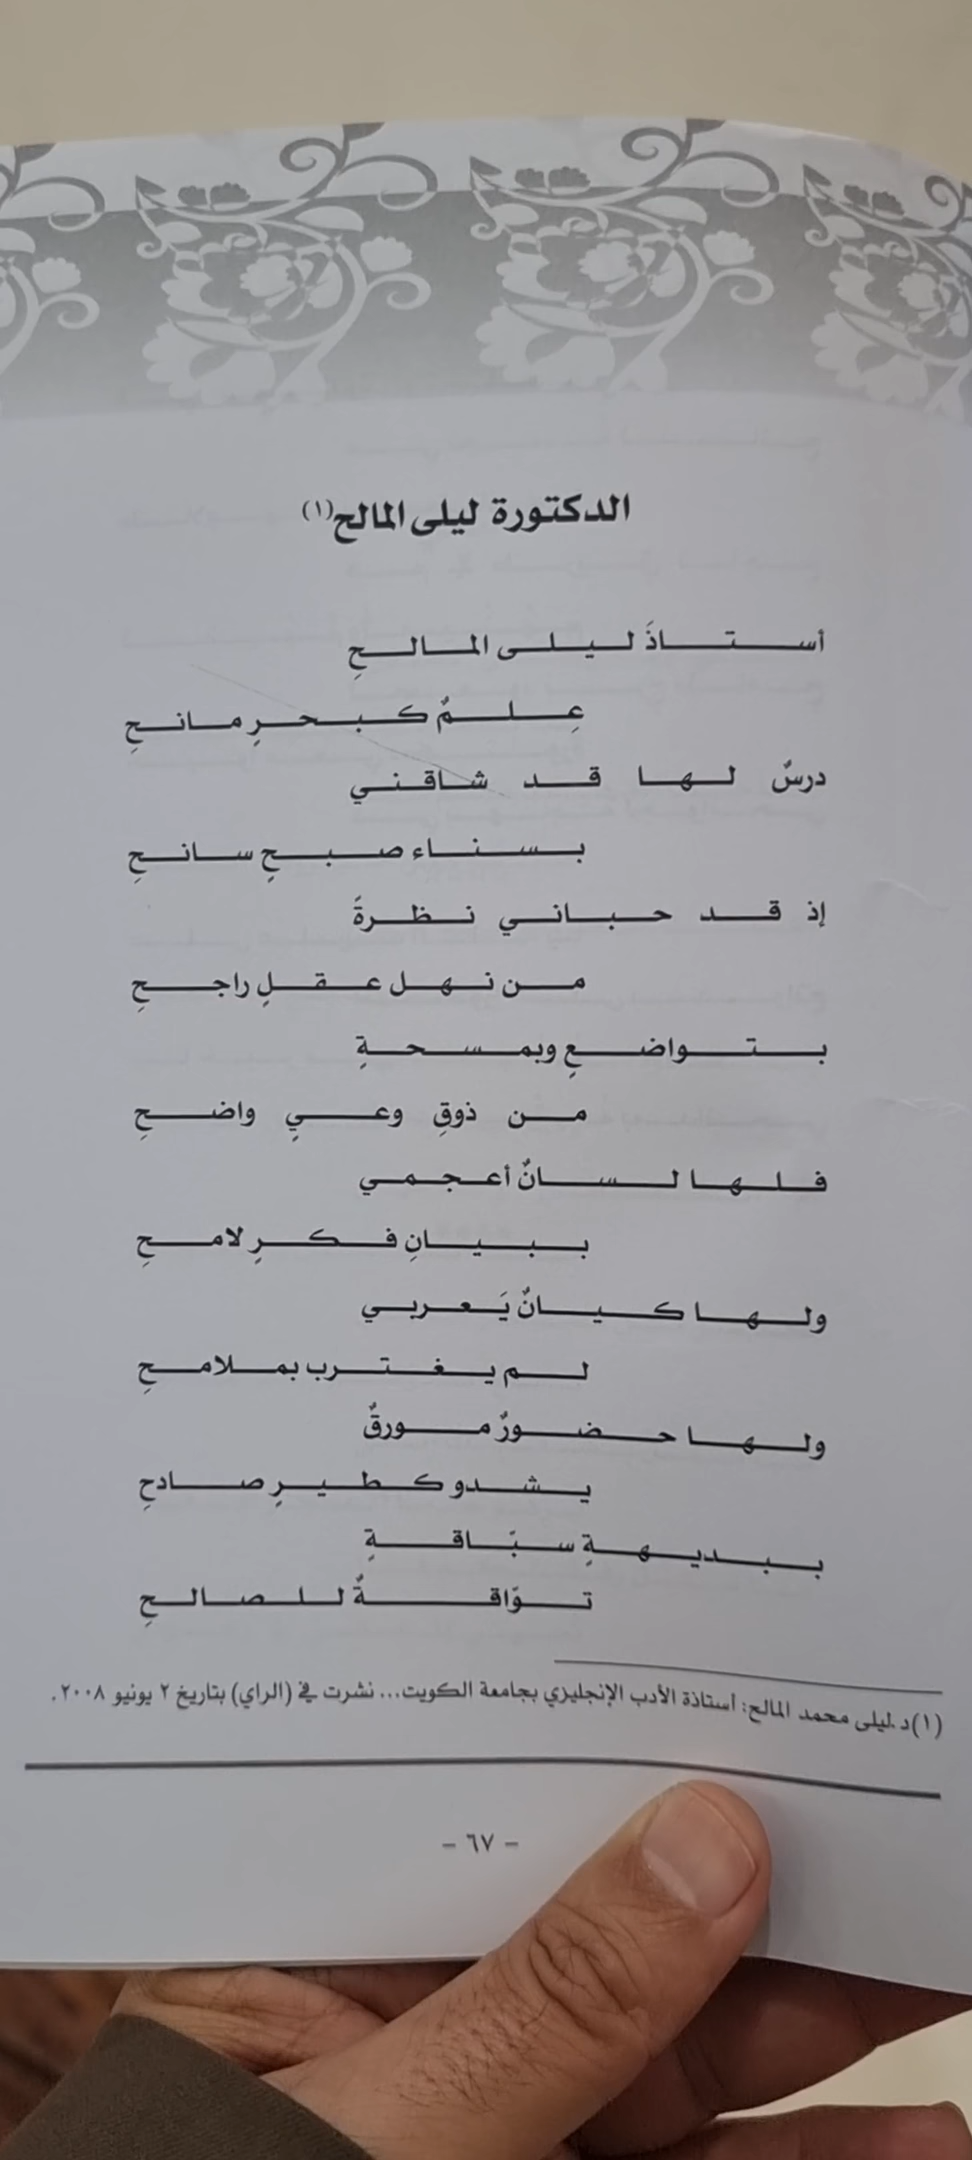 الدكتورة ليلى المالح(١)
أستاذَ ليلى المالحِ
عِلمٌ كبحرِ مانحِ
درسٌ لها قد شاقني
بسناء صبحِ سانحِ
إذ قد حباني نظرةً
من نهل عقلِ راجحِ
بتواضعِ وبمسحةِ
من ذوقِ وعيِ واضحِ
فلها لسانٌ أعجمي
ببيانِ فكرِ لامحِ
ولها كيانٌ يَعربي
لم يغترب بملامحِ
ولها حضورٌ مورقٌ
يشدو كطيرِ صادحِ
ببديهةِ سبّاقةِ
توّاقةٌ للصالحِ
(١) د.ليلى محمد المالح: أستاذة الأدب الإنجليزي بجامعة الكويت... نشرت في (الراي) بتاريخ ٢ يونيو ٢٠٠٨.
- ٦٧ -